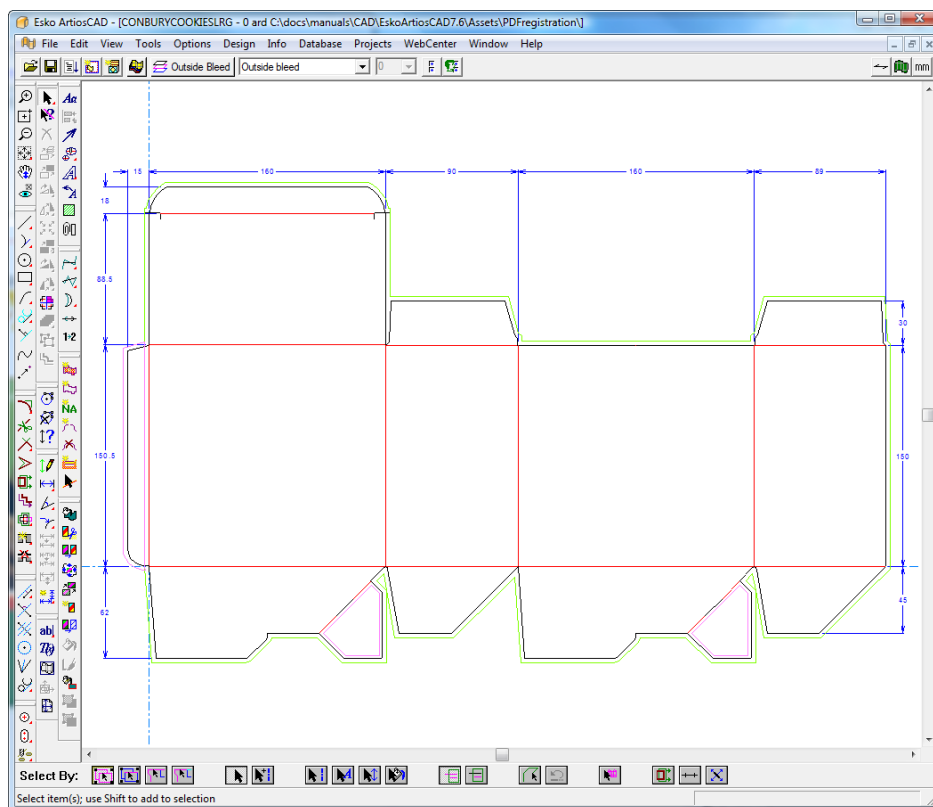 Esko ArtiosCAD - [CONBURYCOOKIESLRG - 0 ard C:\docs\manuals\CAD\EskoArtiosCAD7.6\Assets\PDFregistration\]
File Edit View Tools Options Design Info Database Projects WebCenter Window Help
Outside Bleed Outside bleed 0 mm
15 160 90 160 89
18
88.5
30
150.5
150
62
45
Aa
A
A
1·2
NA
?
ab|
Select By:
Select item(s); use Shift to add to selection